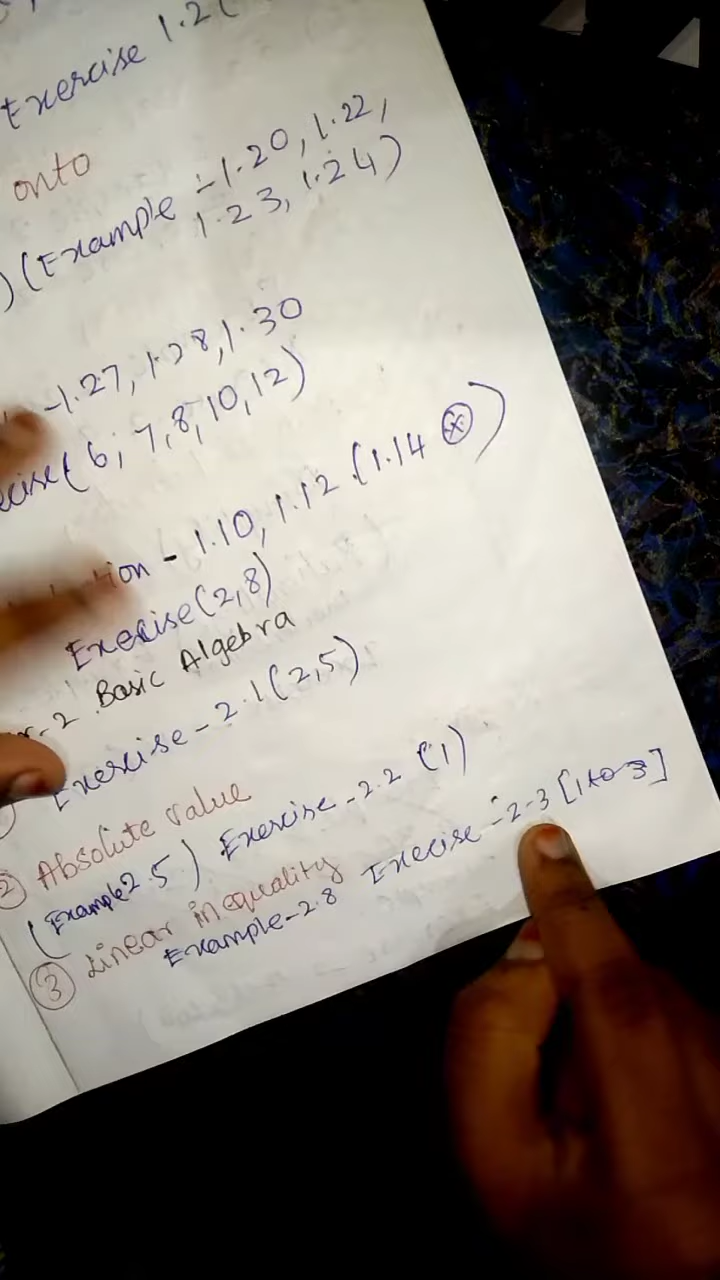 Exercise 1.2(
onto
) (Example - 1.20, 1.22,
1.23, 1.24)
-1.27, 1.28, 1.30
(6, 7, 8, 10, 12)
- 1.10, 1.12 (1.14 )
Exercise (2,8)
-2 Basic Algebra
Exercise - 2.1 (2,5)
② Absolute value
(Example 2.5) Exercise - 2.2 (1)
③ Linear inequality
Example - 2.8 Execise - 2-3 [1 to 3]